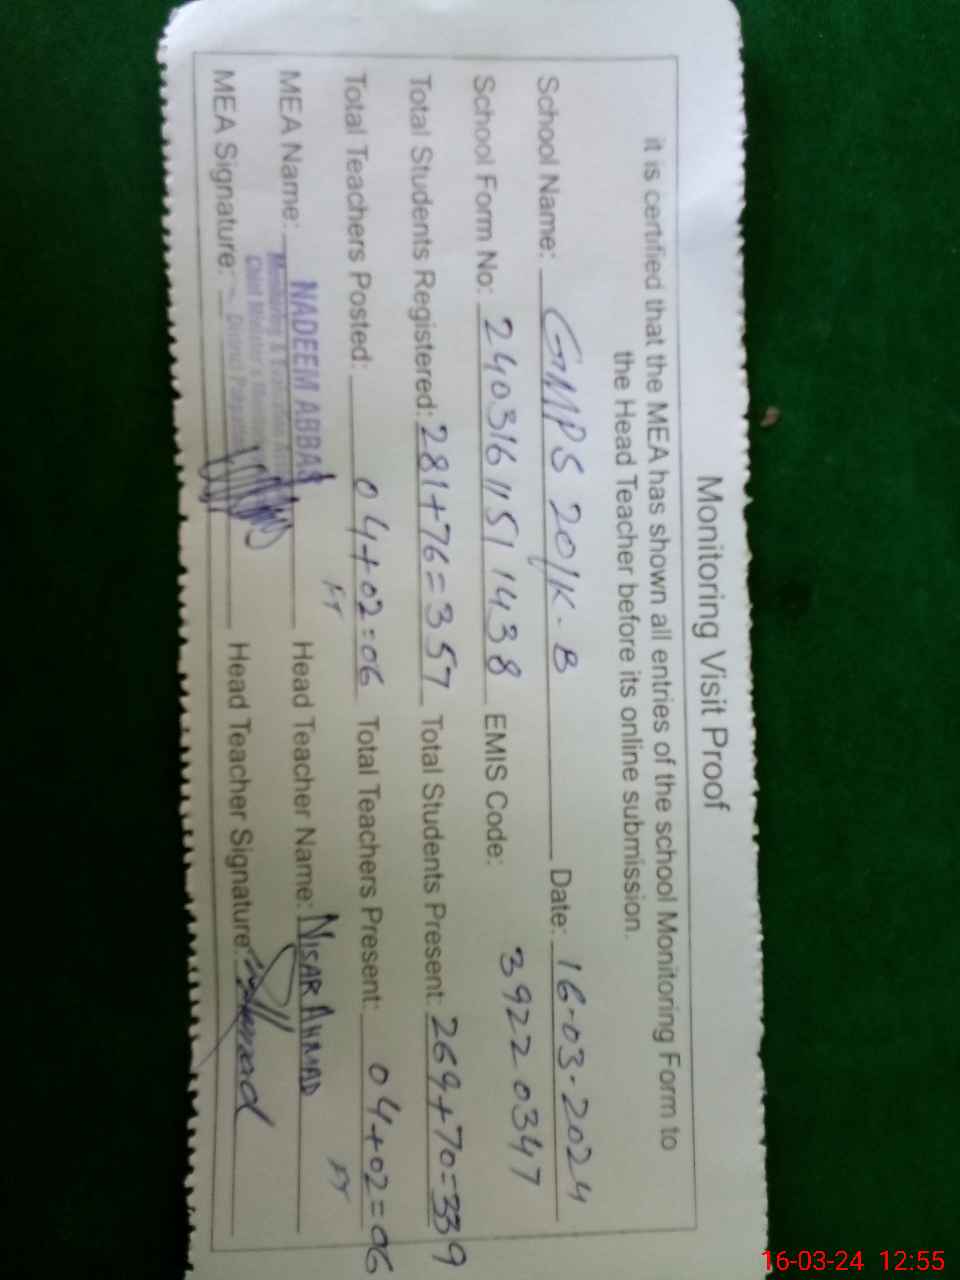 Monitoring Visit Proof
it is certified that the MEA has shown all entries of the school Monitoring Form to
the Head Teacher before its online submission.
School Name: GMPS 20/K-B Date: 16-03-2024
School Form No: 24031611511438 EMIS Code: 39220347
Total Students Registered: 281+76=357 Total Students Present: 269+70=339
Total Teachers Posted: 04+02=06 Total Teachers Present: 04+02=06
MEA Name: NADEEM ABBAS Head Teacher Name: NISAR AHMAD
MEA Signature: Head Teacher Signature:
16-03-24 12:55